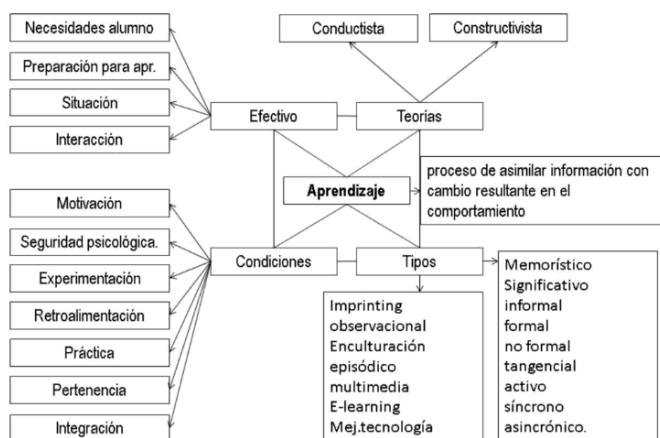 Necesidades alumno
Preparación para apr.
Situación
Interacción
Conductista
Constructivista
Efectivo
Teorías
Aprendizaje
proceso de asimilar información con
cambio resultante en el
comportamiento
Motivación
Seguridad psicológica.
Experimentación
Retroalimentación
Práctica
Pertenencia
Integración
Condiciones
Tipos
Imprinting
observacional
Enculturación
episódico
multimedia
E-learning
Mej.tecnología
Memorístico
Significativo
informal
formal
no formal
tangencial
activo
síncrono
asincrónico.